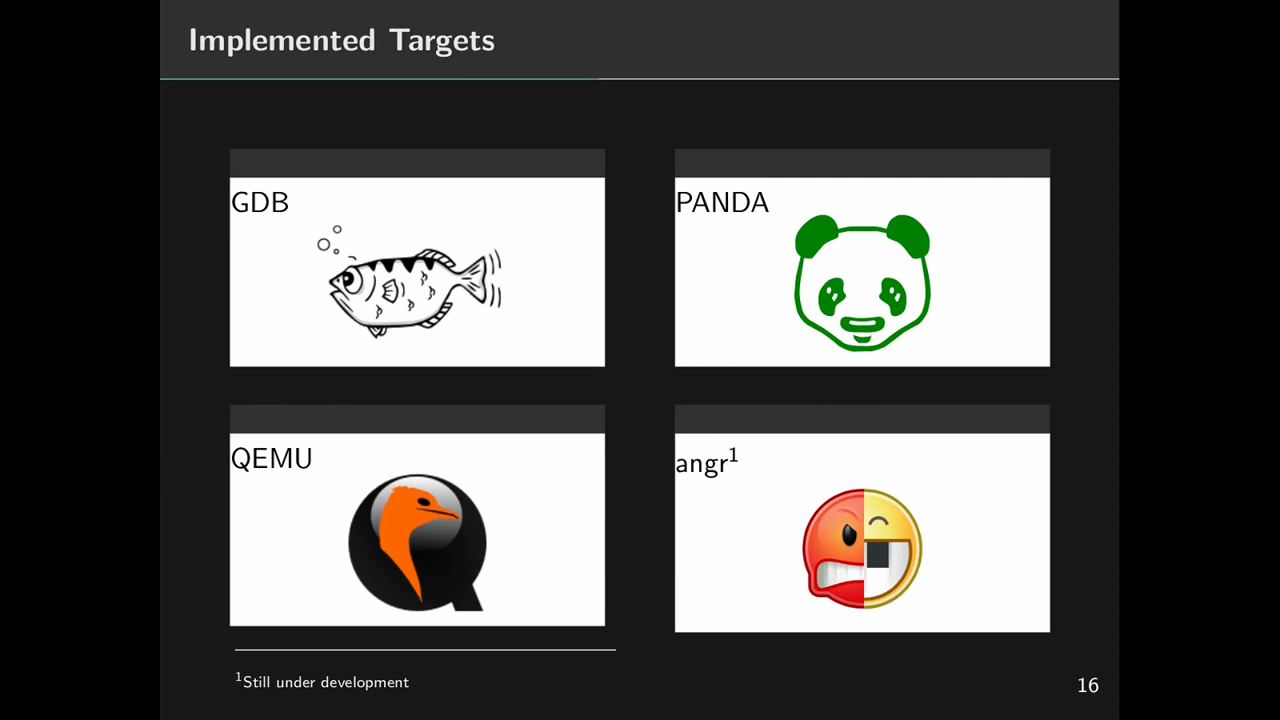 Implemented Targets
GDB
PANDA
QEMU
angr¹
¹Still under development
16